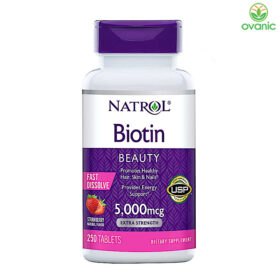 ovanic
NATROL®
Biotin
BEAUTY
FAST
DISSOLVE
Promotes Healthy
Hair, Skin & Nails†
Provides Energy
Support†
USP
5,000mcg
EXTRA STRENGTH
STRAWBERRY
250 TABLETS
DIETARY SUPPLEMENT